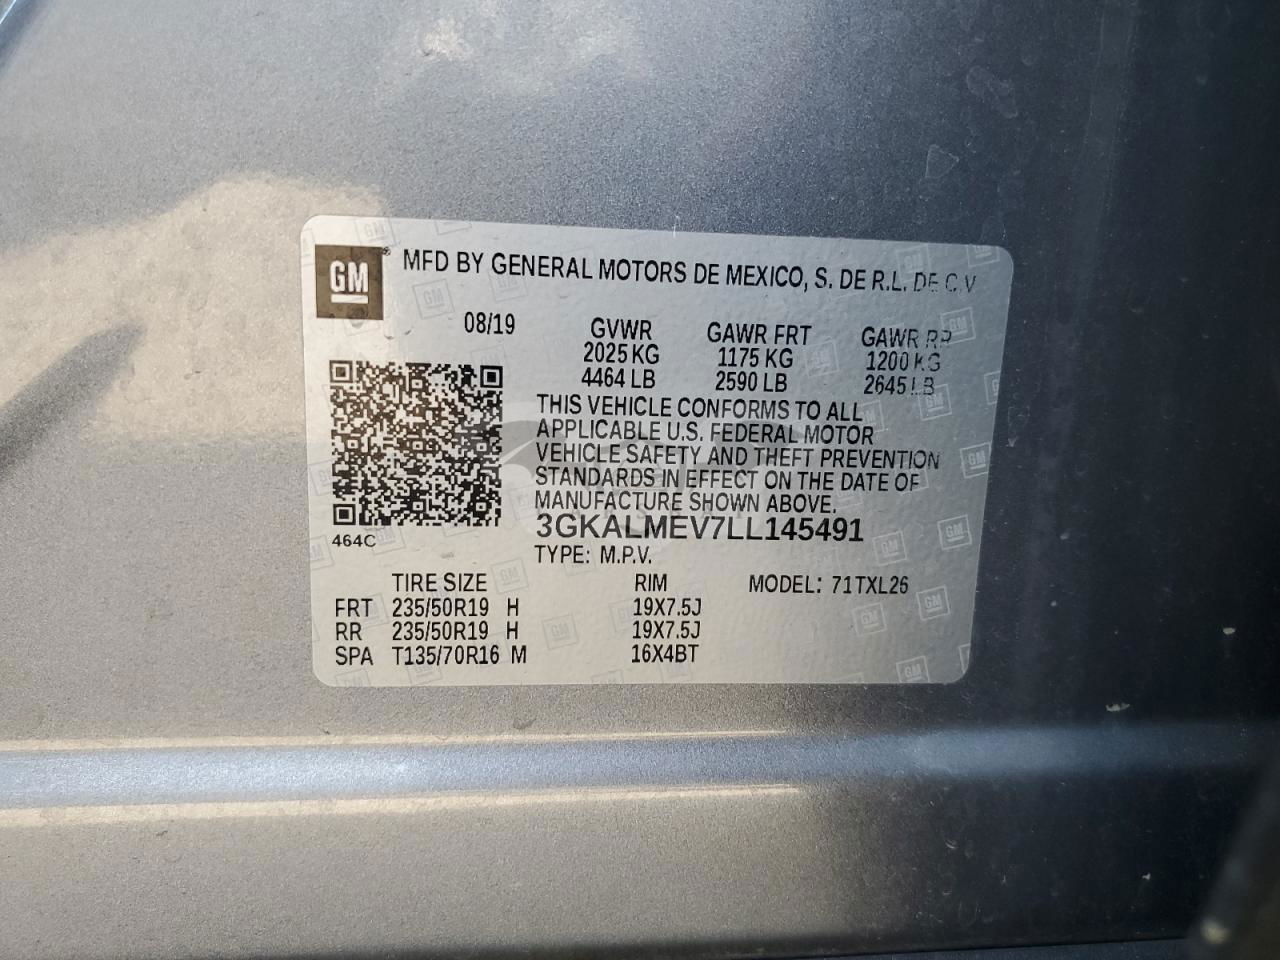 GM
MFD BY GENERAL MOTORS DE MEXICO, S. DE R.L. DE C.V
08/19
GVWR GAWR FRT GAWR RR
2025 KG 1175 KG 1200 KG
4464 LB 2590 LB 2645 LB
THIS VEHICLE CONFORMS TO ALL
APPLICABLE U.S. FEDERAL MOTOR
VEHICLE SAFETY AND THEFT PREVENTION
STANDARDS IN EFFECT ON THE DATE OF
MANUFACTURE SHOWN ABOVE.
3GKALMEV7LL145491
464C
TYPE: M.P.V.
TIRE SIZE RIM MODEL: 71TXL26
FRT 235/50R19 H 19X7.5J
RR 235/50R19 H 19X7.5J
SPA T135/70R16 M 16X4BT